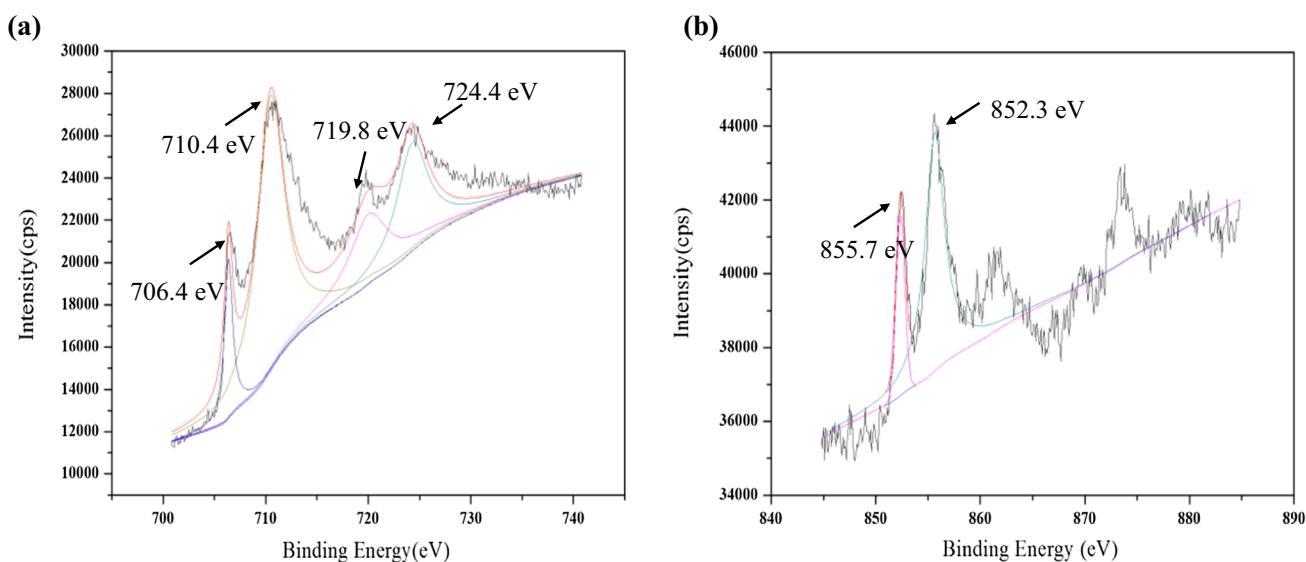 (a)
30000
28000
26000
24000
22000
20000
18000
16000
14000
12000
10000
Intensity(cps)
710.4 eV
719.8 eV
724.4 eV
706.4 eV
700
710
720
730
740
Binding Energy(eV)
(b)
46000
44000
42000
40000
38000
36000
34000
Intensity(cps)
852.3 eV
855.7 eV
840
850
860
870
880
890
Binding Energy (eV)